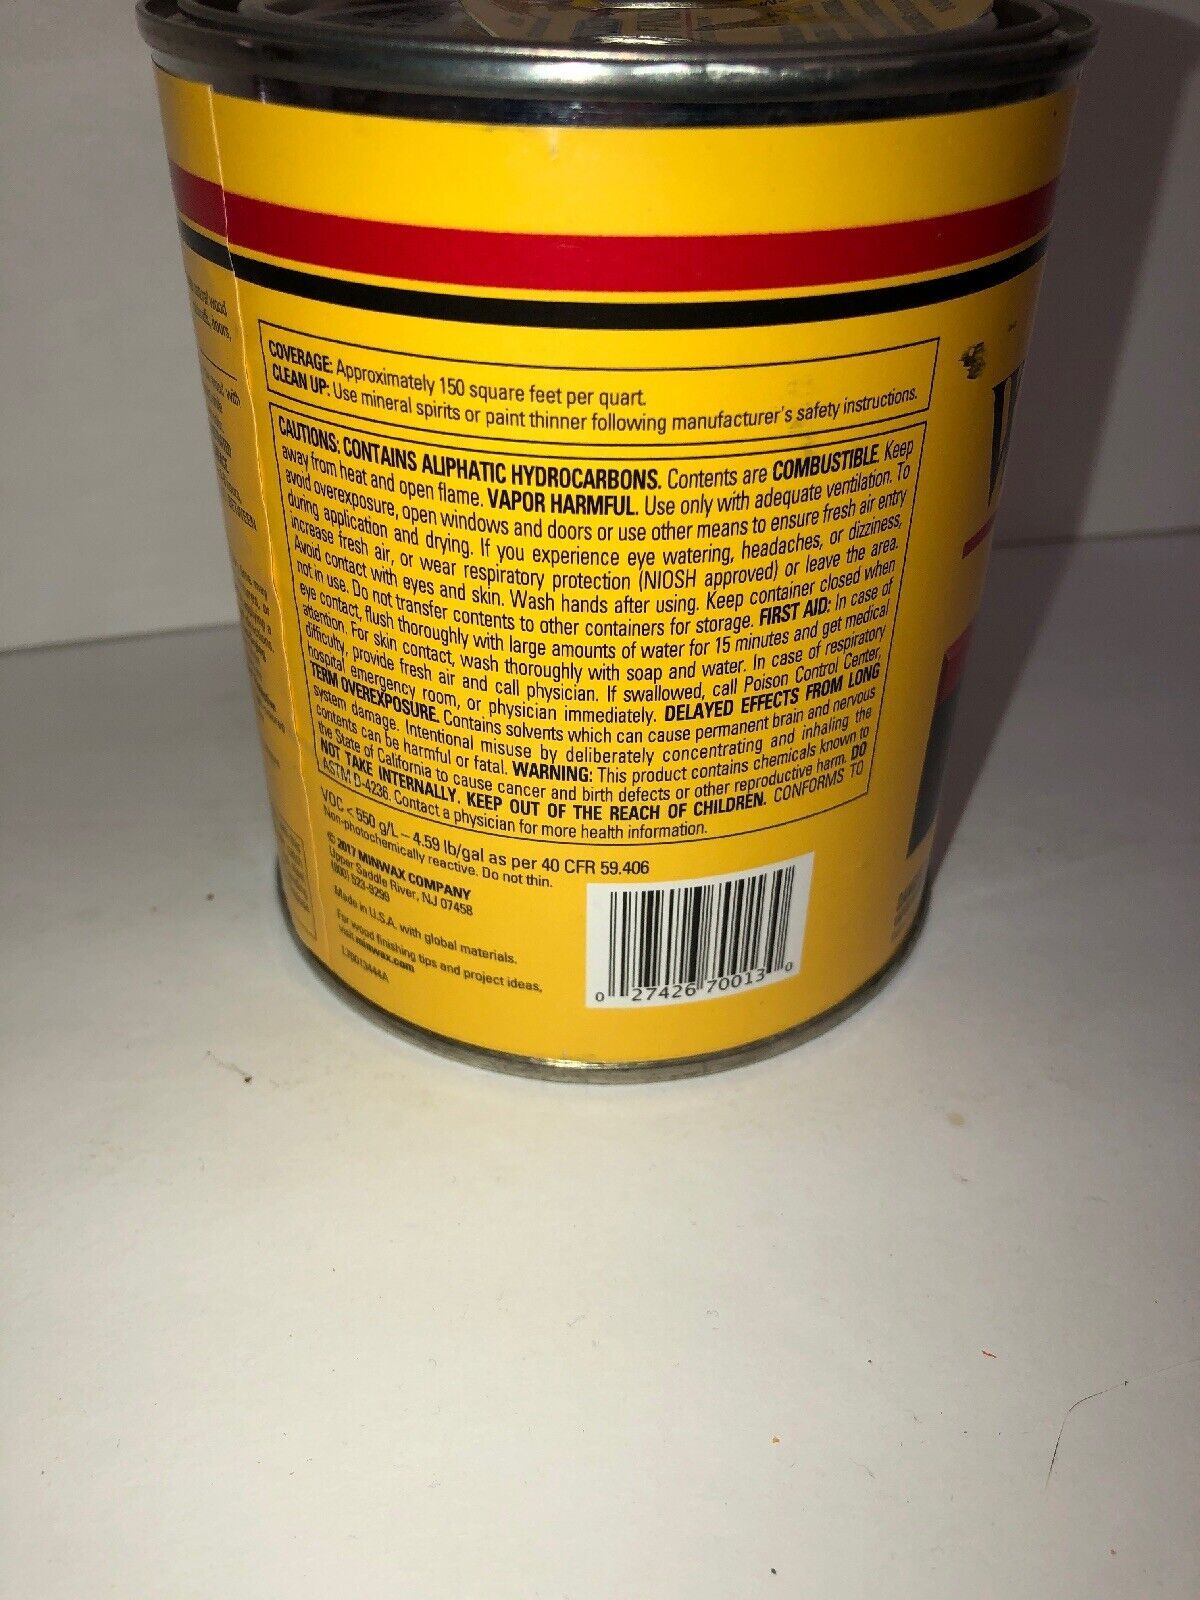 COVERAGE: Approximately 150 square feet per quart.
CLEAN UP: Use mineral spirits or paint thinner following manufacturer's safety instructions.
CAUTIONS: CONTAINS ALIPHATIC HYDROCARBONS. Contents are COMBUSTIBLE. Keep
away from heat and open flame. VAPOR HARMFUL. Use only with adequate ventilation. To
avoid overexposure, open windows and doors or use other means to ensure fresh air entry
during application and drying. If you experience eye watering, headaches, or dizziness,
increase fresh air, or wear respiratory protection (NIOSH approved) or leave the area.
Avoid contact with eyes and skin. Wash hands after using. Keep container closed when
not in use. Do not transfer contents to other containers for storage. FIRST AID: In case of
eye contact, flush thoroughly with large amounts of water for 15 minutes and get medical
attention. For skin contact, wash thoroughly with soap and water. In case of respiratory
difficulty, provide fresh air and call physician. If swallowed, call Poison Control Center,
hospital emergency room, or physician immediately. DELAYED EFFECTS FROM LONG
TERM OVEREXPOSURE. Contains solvents which can cause permanent brain and nervous
system damage. Intentional misuse by deliberately concentrating and inhaling the
contents can be harmful or fatal. WARNING: This product contains chemicals known to
the State of California to cause cancer and birth defects or other reproductive harm. DO
NOT TAKE INTERNALLY. KEEP OUT OF THE REACH OF CHILDREN. CONFORMS TO
ASTM D-4236. Contact a physician for more health information.
VOC < 550 g/L – 4.59 lb/gal as per 40 CFR 59.406
Non-photochemically reactive. Do not thin.
© 2017 MINWAX COMPANY
Upper Saddle River, NJ 07458
(800) 523-9299
Made in U.S.A. with global materials.
For wood finishing tips and project ideas,
visit minwax.com
L78013444A
0 27426 70013 0